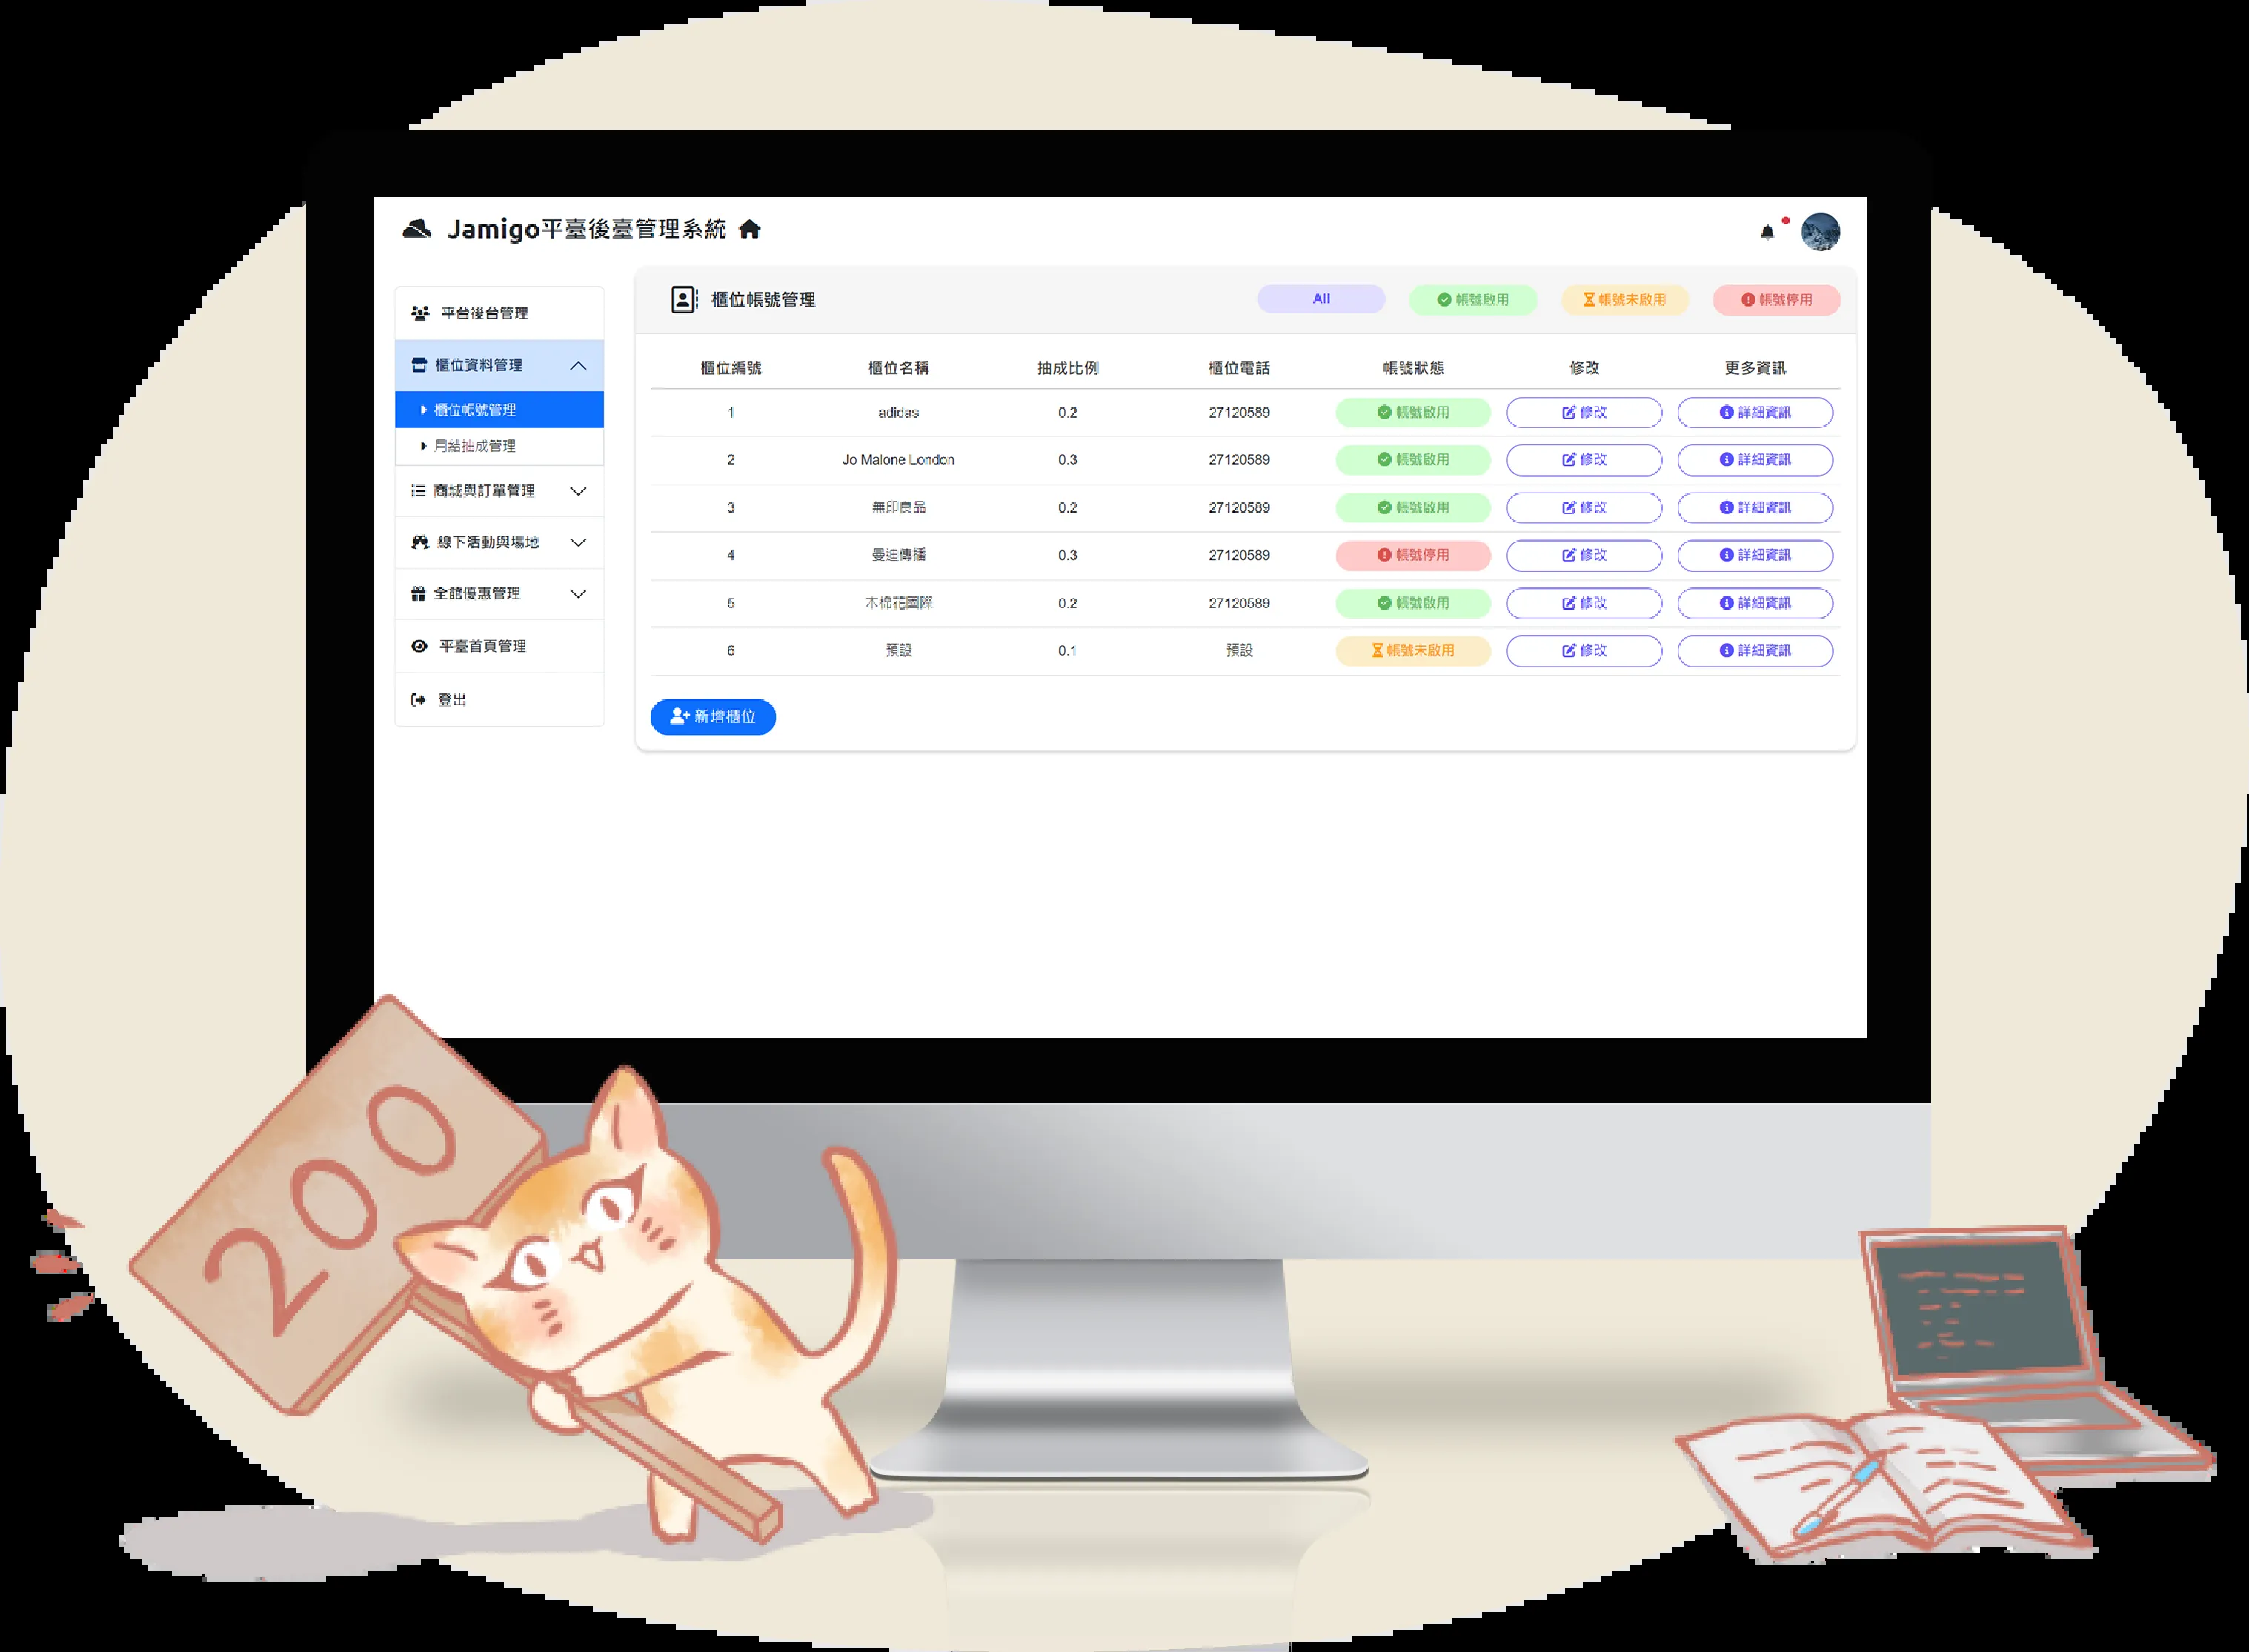 Jamigo平臺後臺管理系統
平台後台管理
櫃位資料管理
櫃位帳號管理
月結抽成管理
商城與訂單管理
線下活動與場地
全館優惠管理
平臺首頁管理
登出
櫃位帳號管理 All 帳號啟用 帳號未啟用 帳號停用
櫃位編號 櫃位名稱 抽成比例 櫃位電話 帳號狀態 修改 更多資訊
1 adidas 0.2 27120589 帳號啟用 修改 詳細資訊
2 Jo Malone London 0.3 27120589 帳號啟用 修改 詳細資訊
3 無印良品 0.2 27120589 帳號啟用 修改 詳細資訊
4 曼迪傳播 0.3 27120589 帳號停用 修改 詳細資訊
5 木棉花國際 0.2 27120589 帳號啟用 修改 詳細資訊
6 預設 0.1 預設 帳號未啟用 修改 詳細資訊
新增櫃位
200